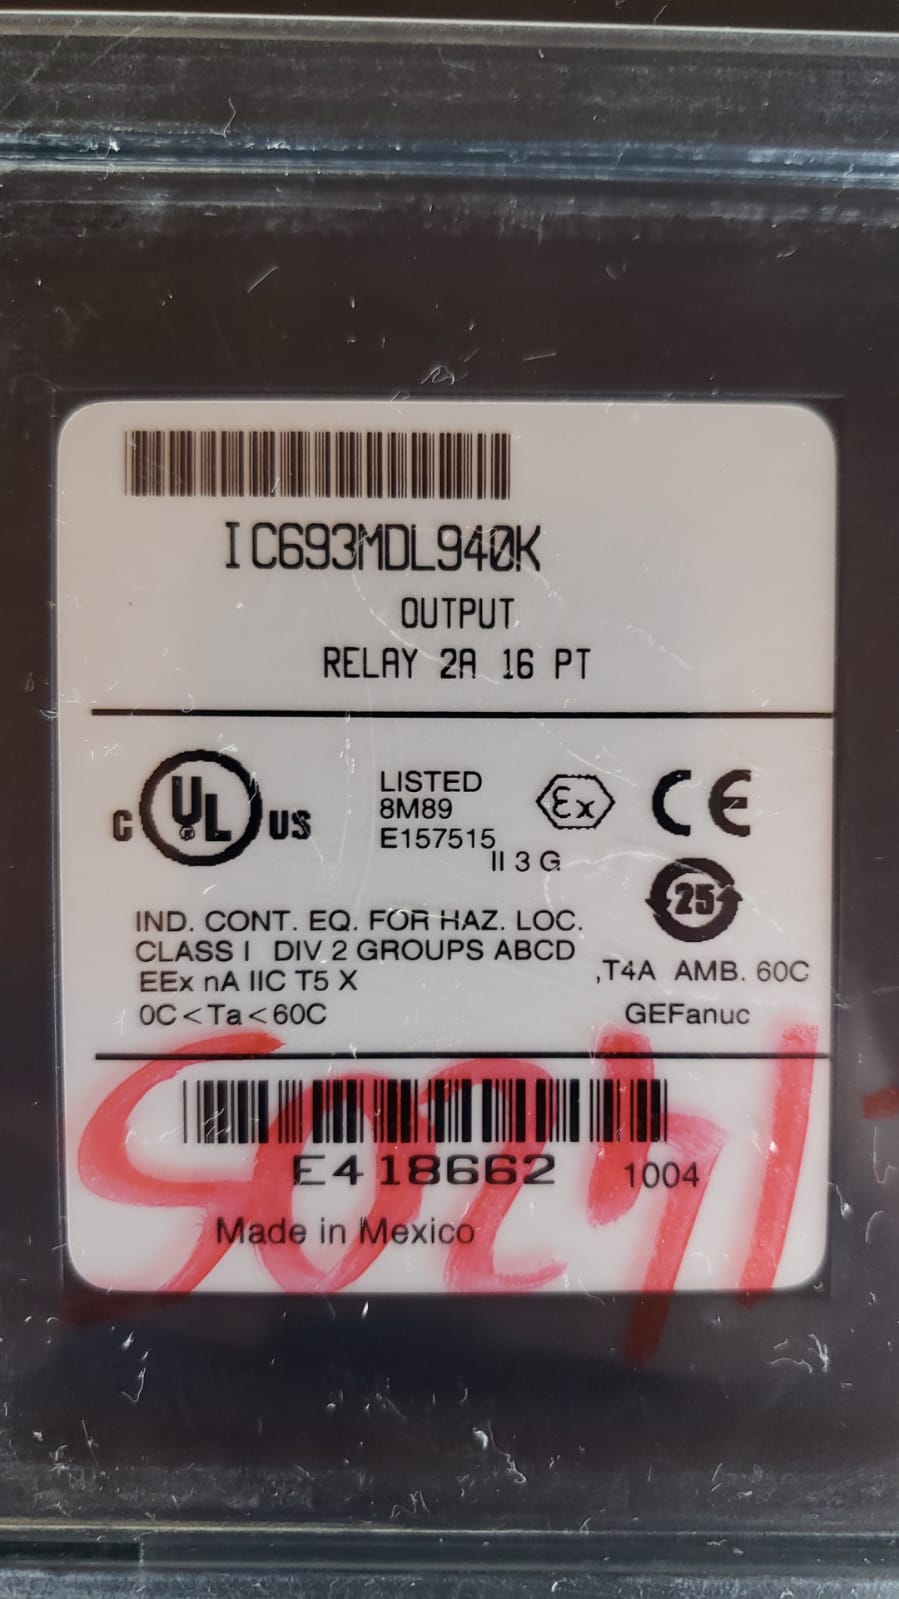 IC693MDL940K
OUTPUT
RELAY 2A 16 PT
C UL US
LISTED
8M89
E157515
Ex
CE
II 3 G
25
IND. CONT. EQ. FOR HAZ. LOC.
CLASS I DIV 2 GROUPS ABCD
EEx nA IIC T5 X
,T4A AMB. 60C
0C<Ta<60C
GEFanuc
E418662
1004
Made in Mexico